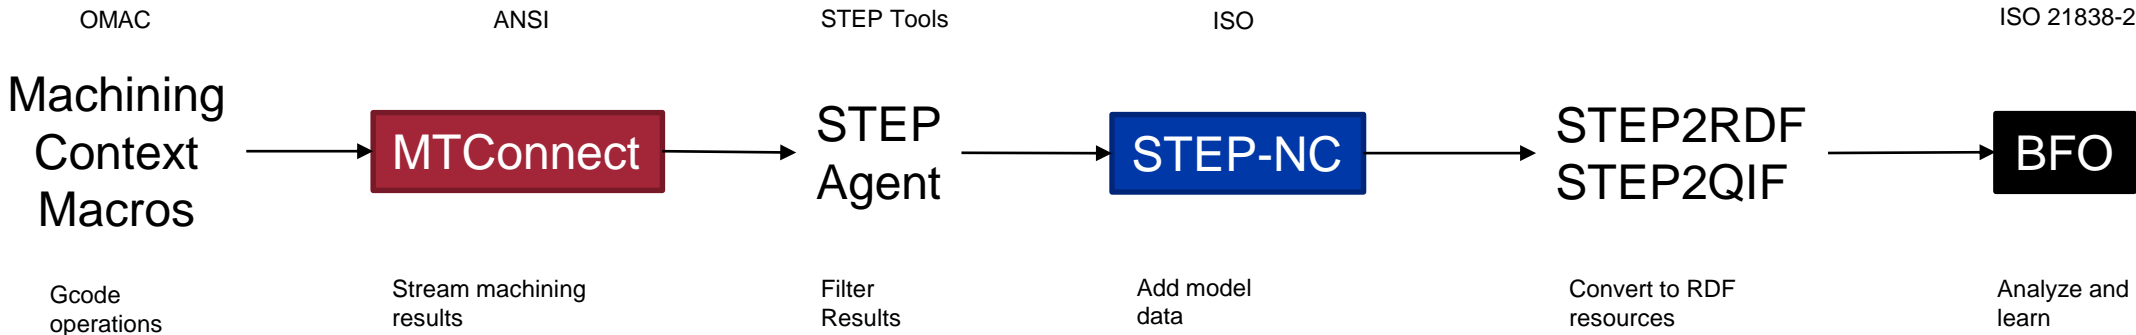 OMAC
ANSI
STEP Tools
ISO
ISO 21838-2
Machining
Context
Macros
MTConnect
STEP
Agent
STEP-NC
STEP2RDF
STEP2QIF
BFO
Gcode
operations
Stream machining
results
Filter
Results
Add model
data
Convert to RDF
resources
Analyze and
learn